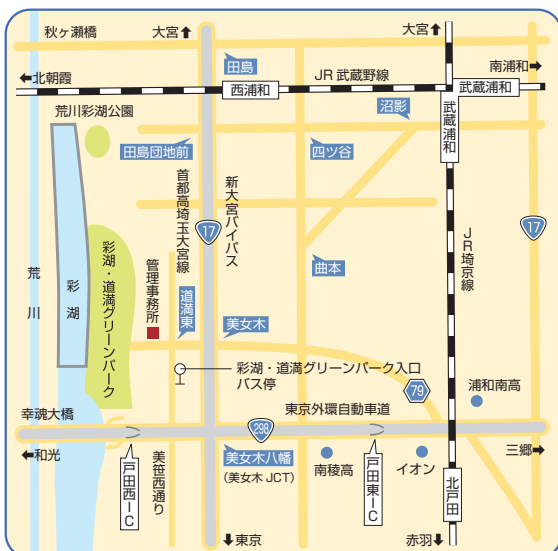 秋ヶ瀬橋
大宮↑
大宮↑
田島
南浦和→
←北朝霞
JR武蔵野線
西浦和
武蔵浦和
荒川彩湖公園
沼影
武蔵浦和
田島団地前
四ツ谷
首都高埼玉大宮線
新大宮バイパス
17
17
JR埼京線
彩湖・道満グリーンパーク
管理事務所
曲本
荒川
彩湖
道満東
美女木
彩湖・道満グリーンパーク入口
バス停
79
浦和南高
幸魂大橋
東京外環自動車道
298
←和光
三郷→
戸田西IC
美笹西通り
美女木八幡
(美女木JCT)
南稜高
戸田東IC
イオン
北戸田
↓東京
赤羽↓